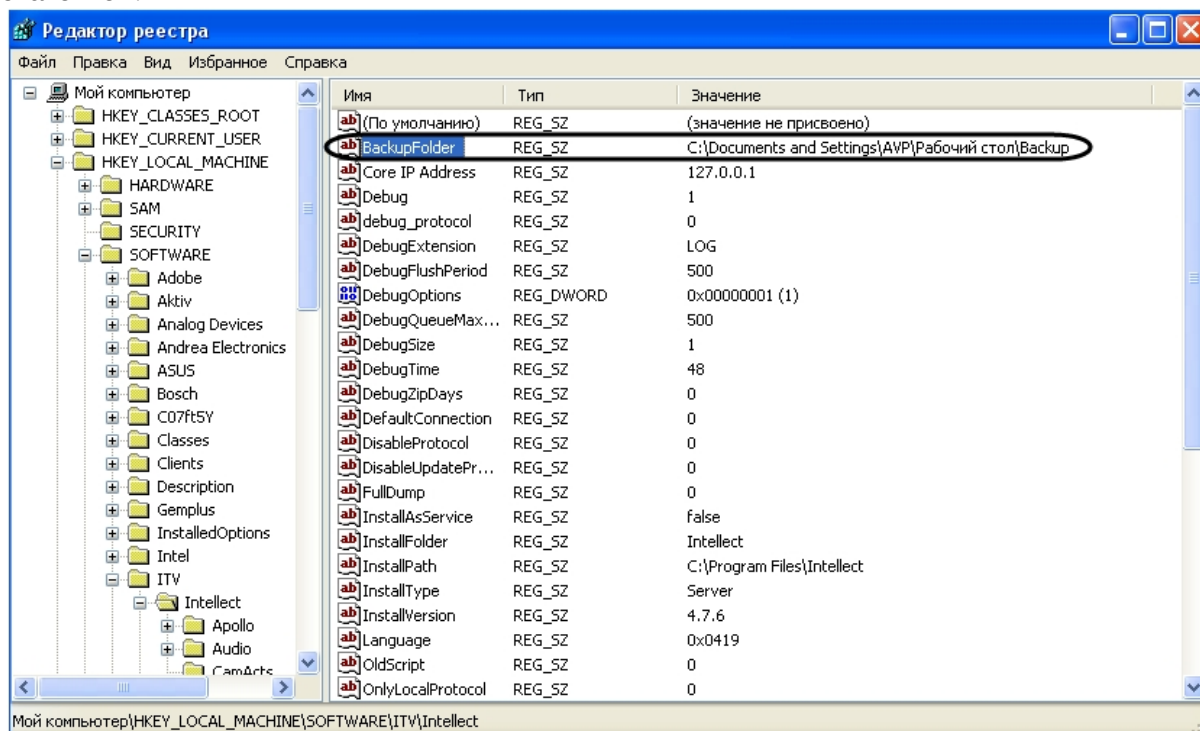 Редактор реестра
Файл Правка Вид Избранное Справка
Мой компьютер
HKEY_CLASSES_ROOT
HKEY_CURRENT_USER
HKEY_LOCAL_MACHINE
HARDWARE
SAM
SECURITY
SOFTWARE
Adobe
Aktiv
Analog Devices
Andrea Electronics
ASUS
Bosch
C07ft5Y
Classes
Clients
Description
Gemplus
InstalledOptions
Intel
ITV
Intellect
Apollo
Audio
CamActs
Имя Тип Значение
(По умолчанию) REG_SZ (значение не присвоено)
BackupFolder REG_SZ C:\Documents and Settings\AVP\Рабочий стол\Backup
Core IP Address REG_SZ 127.0.0.1
Debug REG_SZ 1
debug_protocol REG_SZ 0
DebugExtension REG_SZ LOG
DebugFlushPeriod REG_SZ 500
DebugOptions REG_DWORD 0x00000001 (1)
DebugQueueMax... REG_SZ 500
DebugSize REG_SZ 1
DebugTime REG_SZ 48
DebugZipDays REG_SZ 0
DefaultConnection REG_SZ 0
DisableProtocol REG_SZ 0
DisableUpdatePr... REG_SZ 0
FullDump REG_SZ 0
InstallAsService REG_SZ false
InstallFolder REG_SZ Intellect
InstallPath REG_SZ C:\Program Files\Intellect
InstallType REG_SZ Server
InstallVersion REG_SZ 4.7.6
Language REG_SZ 0x0419
OldScript REG_SZ 0
OnlyLocalProtocol REG_SZ 0
Мой компьютер\HKEY_LOCAL_MACHINE\SOFTWARE\ITV\Intellect